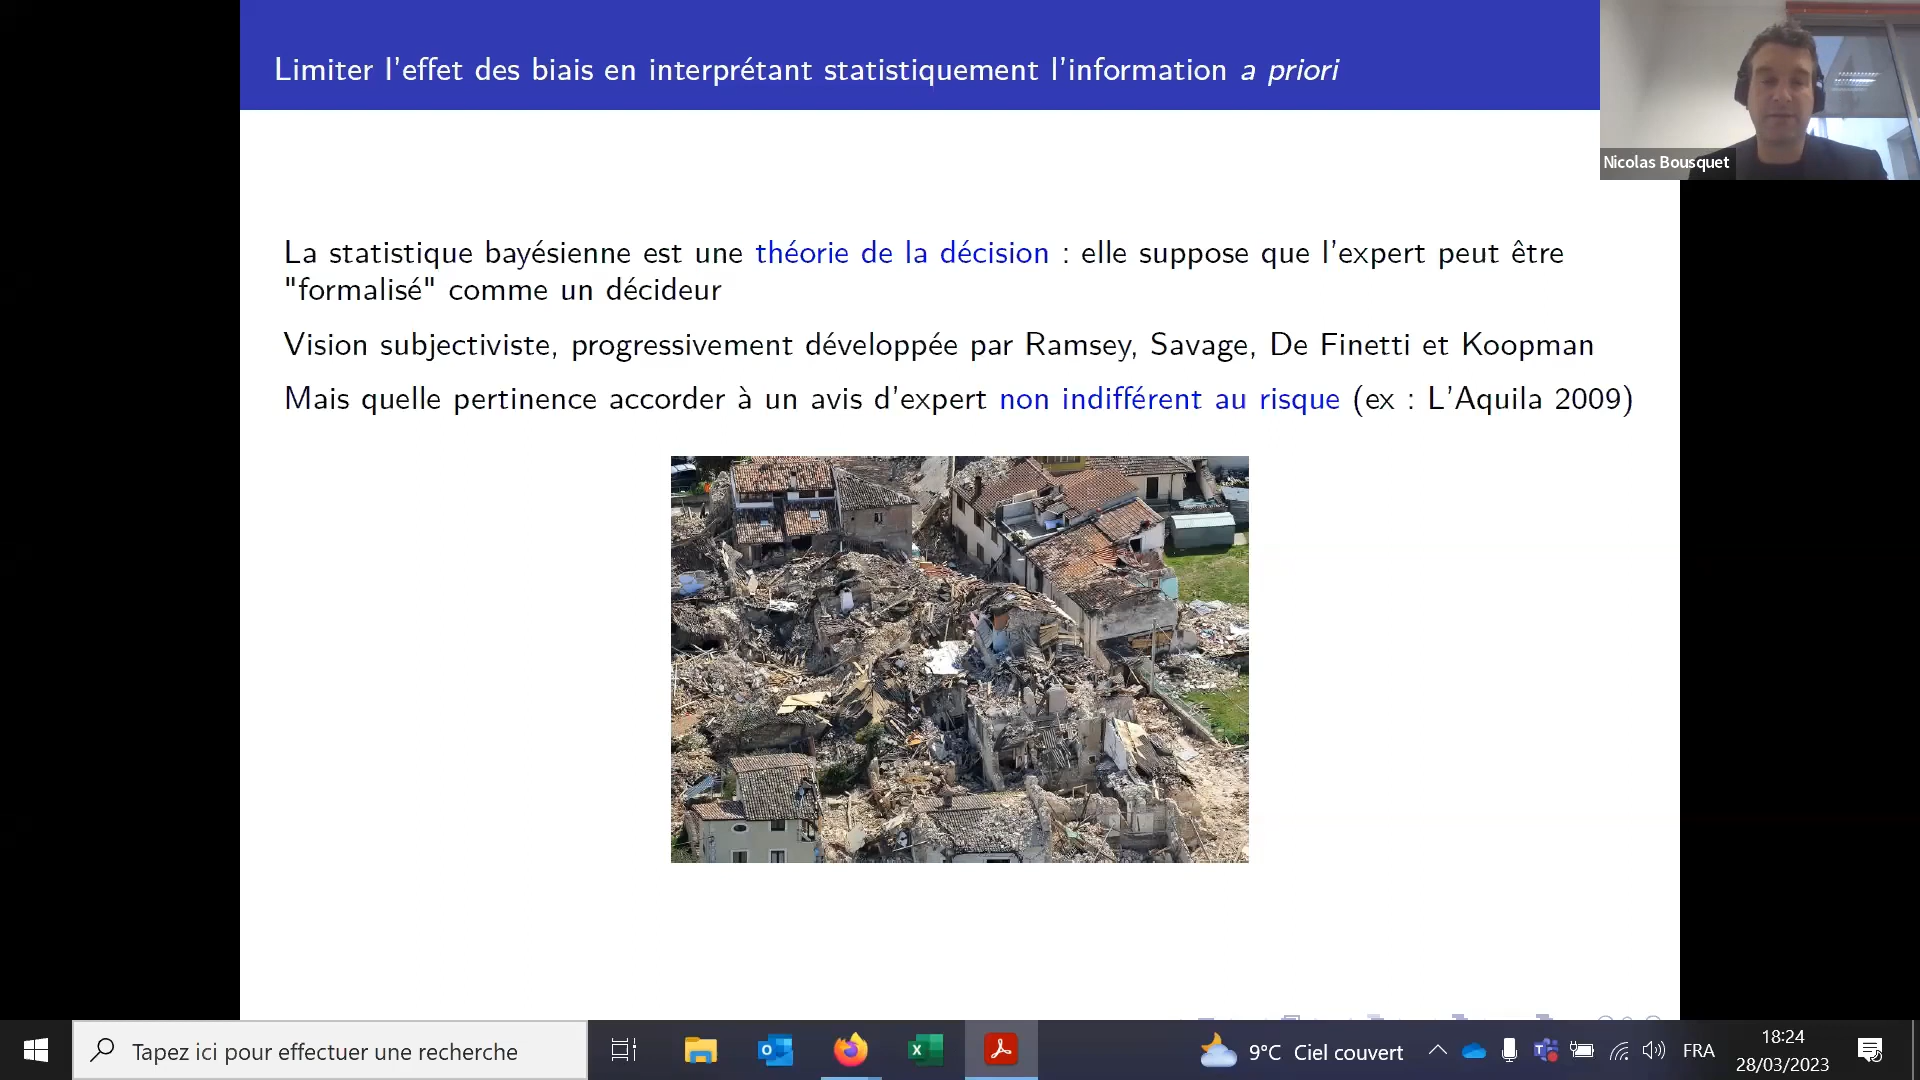 Limiter l'effet des biais en interprétant statistiquement l'information a priori
Nicolas Bousquet
La statistique bayésienne est une théorie de la décision : elle suppose que l'expert peut être
"formalisé" comme un décideur
Vision subjectiviste, progressivement développée par Ramsey, Savage, De Finetti et Koopman
Mais quelle pertinence accorder à un avis d'expert non indifférent au risque (ex : L'Aquila 2009)
Tapez ici pour effectuer une recherche
9°C Ciel couvert
FRA
18:24
28/03/2023